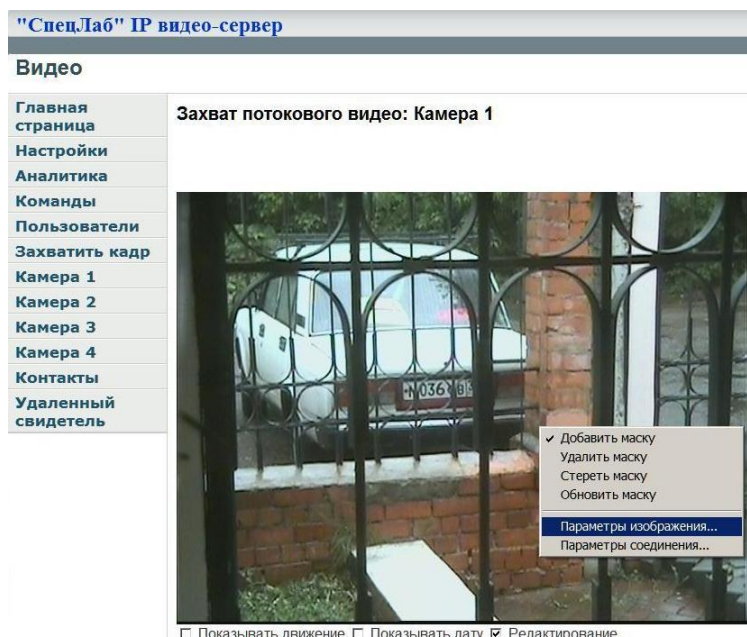 "СпецЛаб" IP видео-сервер
Видео
Главная
страница
Настройки
Аналитика
Команды
Пользователи
Захватить кадр
Камера 1
Камера 2
Камера 3
Камера 4
Контакты
Удаленный
свидетель
Захват потокового видео: Камера 1
Добавить маску
Удалить маску
Стереть маску
Обновить маску
Параметры изображения...
Параметры соединения...
Показывать движение Показывать дату Редактирование